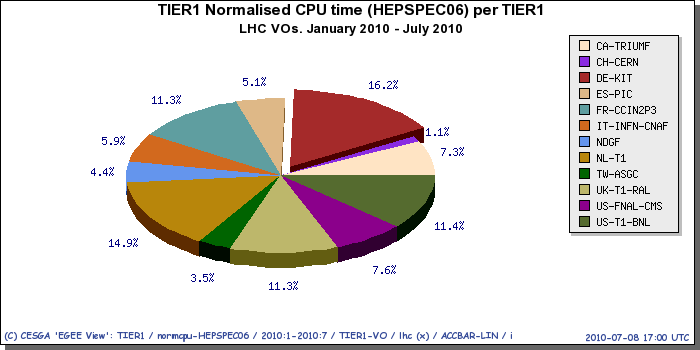 TIER1 Normalised CPU time (HEPSPEC06) per TIER1
LHC VOs. January 2010 - July 2010
16.2%
1.1%
7.3%
11.4%
7.6%
11.3%
3.5%
14.9%
4.4%
5.9%
11.3%
5.1%
CA-TRIUMF
CH-CERN
DE-KIT
ES-PIC
FR-CCIN2P3
IT-INFN-CNAF
NDGF
NL-T1
TW-ASGC
UK-T1-RAL
US-FNAL-CMS
US-T1-BNL
(C) CESGA 'EGEE View': TIER1 / normcpu-HEPSPEC06 / 2010:1-2010:7 / TIER1-VO / lhc (x) / ACCBAR-LIN / i
2010-07-08 17:00 UTC